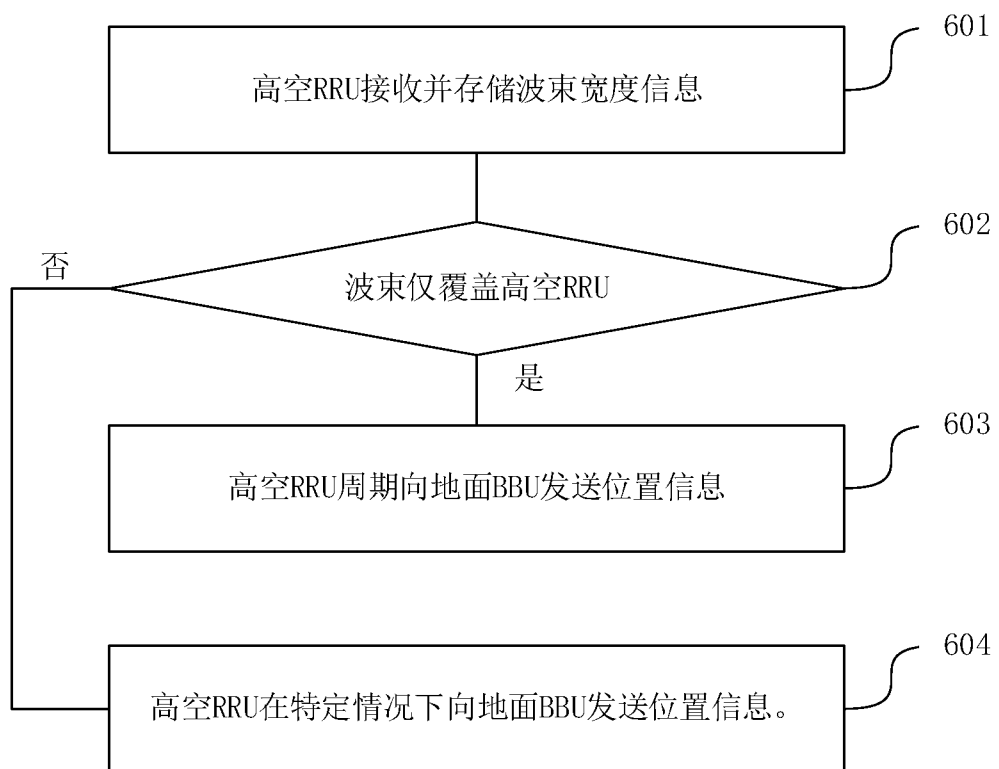 601
高空RRU接收并存储波束宽度信息
602
否
波束仅覆盖高空RRU
是
603
高空RRU周期向地面BBU发送位置信息
604
高空RRU在特定情况下向地面BBU发送位置信息。